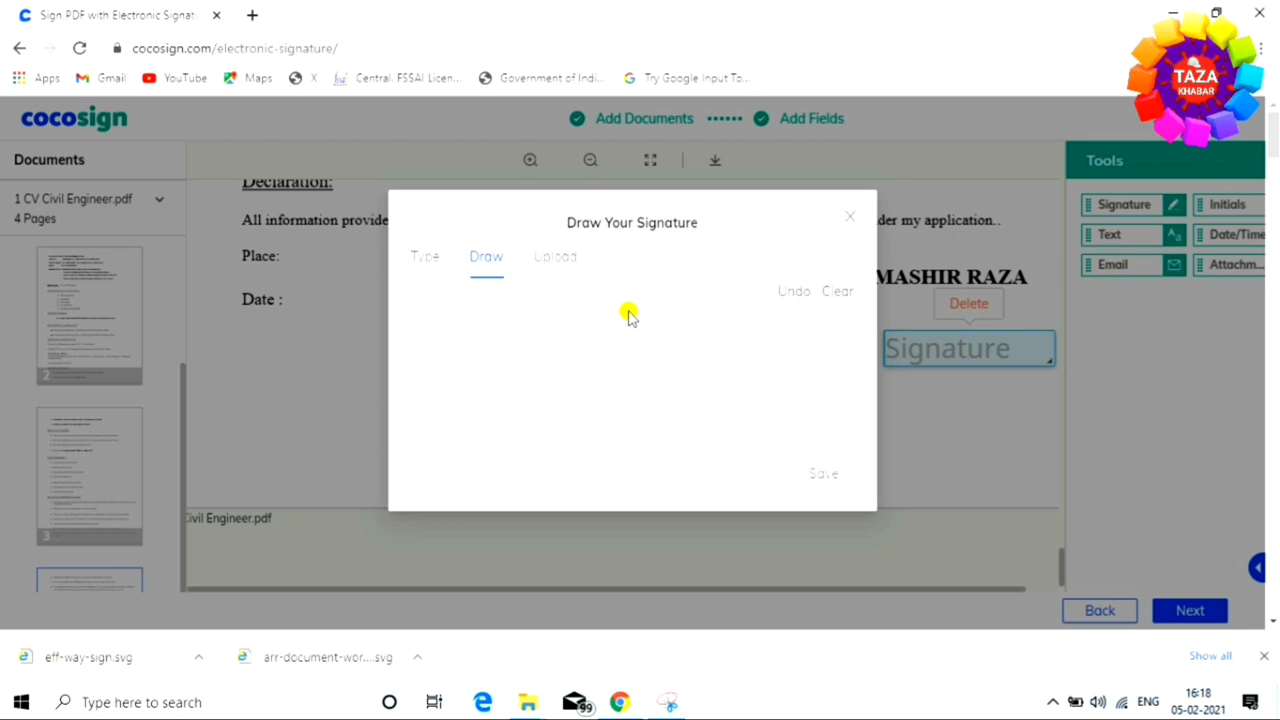 Sign PDF with Electronic Signat
cocosign.com/electronic-signature/
Apps Gmail YouTube Maps X Central. FSSAI Licen... Government of Indi... Try Google Input To...
TAZA
KHABAR
cocosign
Add Documents Add Fields
Documents
Tools
1 CV Civil Engineer.pdf
4 Pages
Declaration:
All information provide
der my application..
Place:
Date :
MASHIR RAZA
Delete
Signature
Draw Your Signature
Type Draw Upload
Undo Clear
Save
Signature Initials
Text Date/Time
Email Attachm...
2
3
Civil Engineer.pdf
Back Next
eff-way-sign.svg arr-document-wor....svg Show all
Type here to search
99
ENG
16:18
05-02-2021